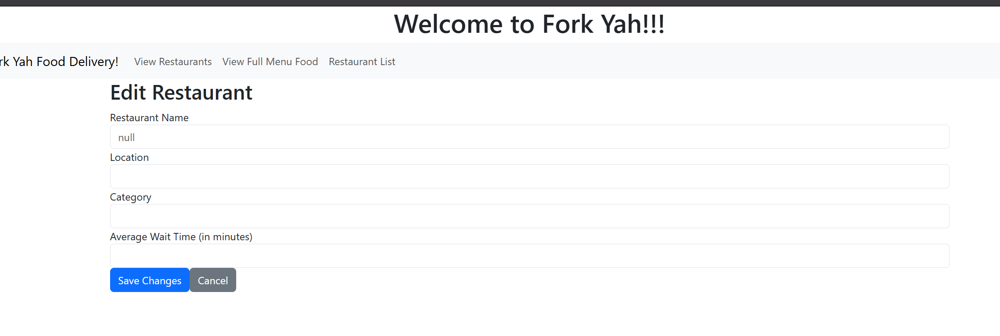 Welcome to Fork Yah!!!
rk Yah Food Delivery! View Restaurants View Full Menu Food Restaurant List
Edit Restaurant
Restaurant Name
null
Location
Category
Average Wait Time (in minutes)
Save Changes Cancel